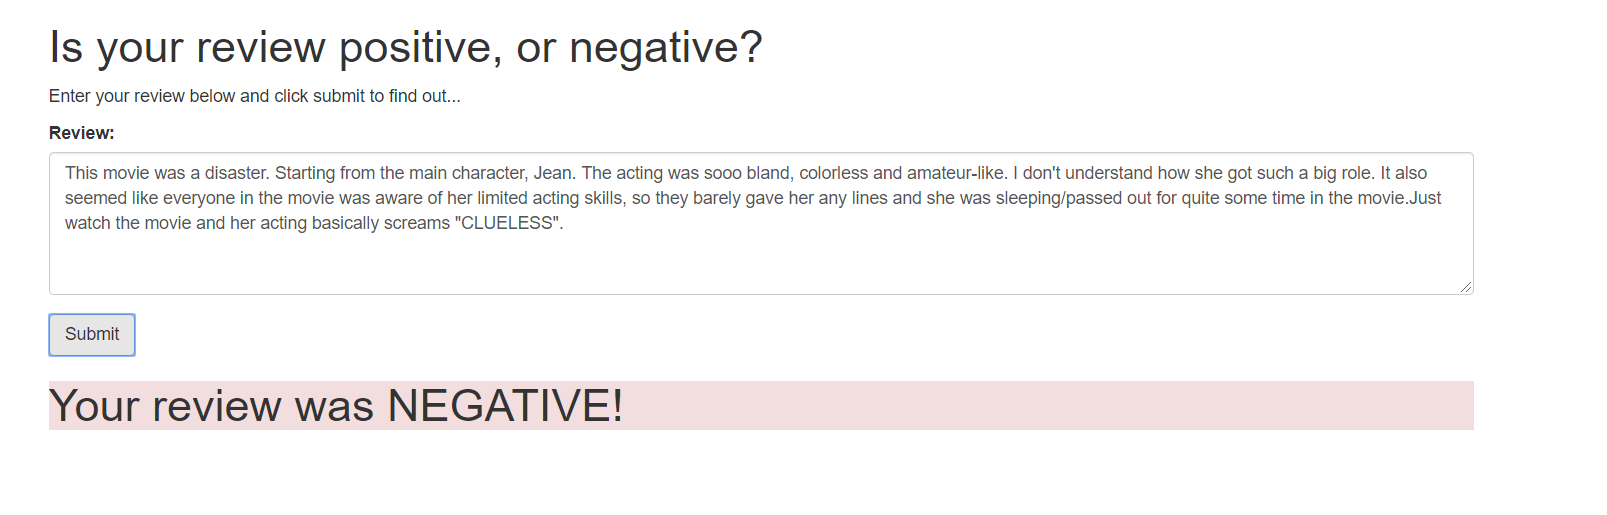 Is your review positive, or negative?
Enter your review below and click submit to find out...
Review:
This movie was a disaster. Starting from the main character, Jean. The acting was sooo bland, colorless and amateur-like. I don't understand how she got such a big role. It also
seemed like everyone in the movie was aware of her limited acting skills, so they barely gave her any lines and she was sleeping/passed out for quite some time in the movie.Just
watch the movie and her acting basically screams "CLUELESS".
Submit
Your review was NEGATIVE!